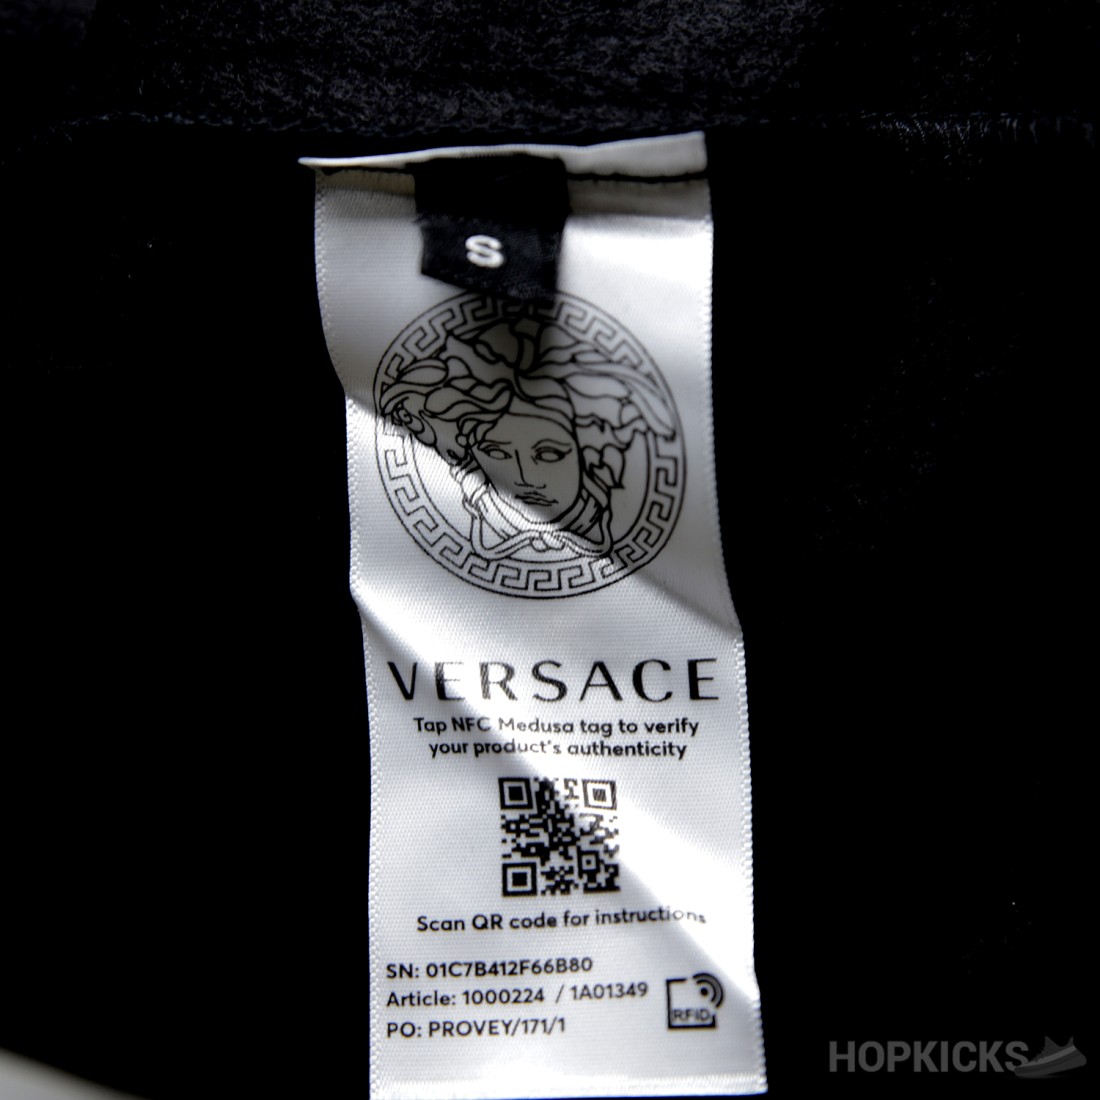 S
VERSACE
Tap NFC Medusa tag to verify
your product's authenticity
Scan QR code for instructions
SN: 01C7B412F66B80
Article: 1000224 / 1A01349
PO: PROVEY/171/1
RFID
HOPKICKS